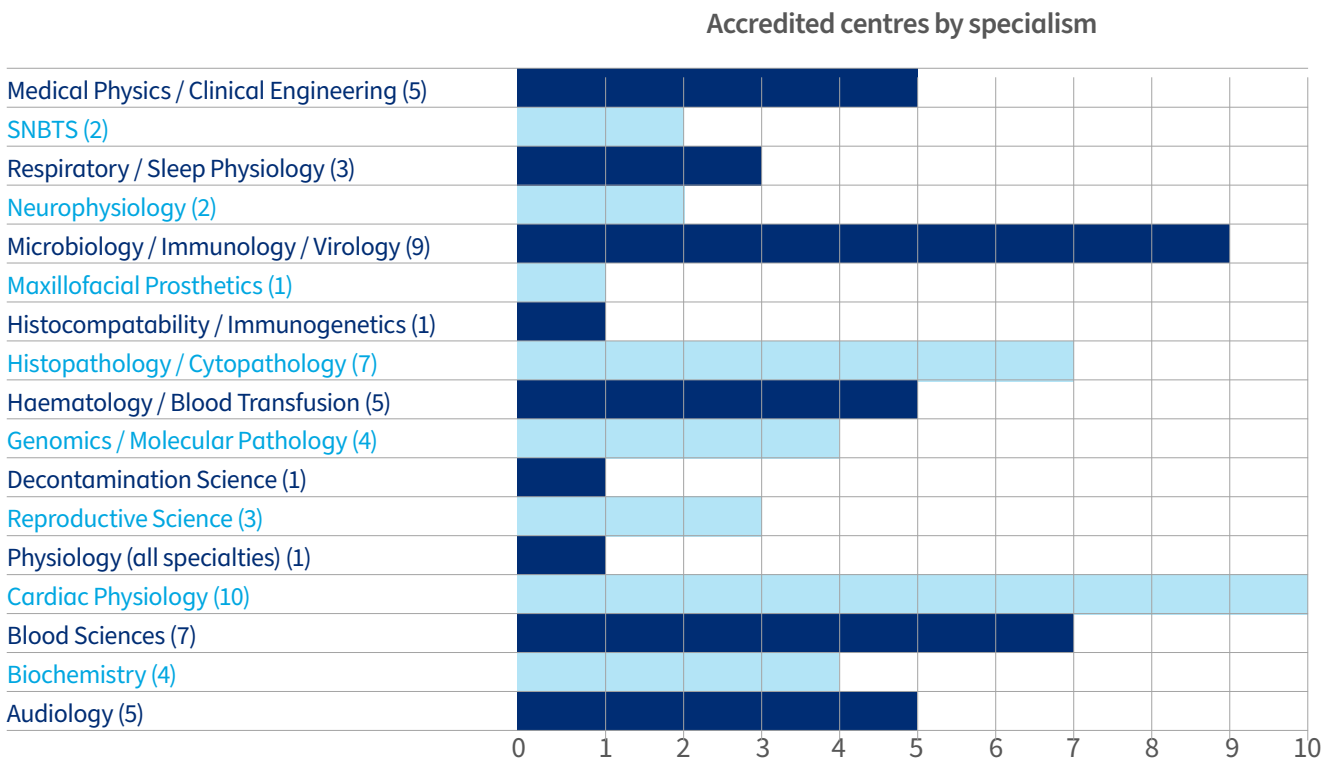 Accredited centres by specialism
Medical Physics / Clinical Engineering (5)
SNBTS (2)
Respiratory / Sleep Physiology (3)
Neurophysiology (2)
Microbiology / Immunology / Virology (9)
Maxillofacial Prosthetics (1)
Histocompatability / Immunogenetics (1)
Histopathology / Cytopathology (7)
Haematology / Blood Transfusion (5)
Genomics / Molecular Pathology (4)
Decontamination Science (1)
Reproductive Science (3)
Physiology (all specialties) (1)
Cardiac Physiology (10)
Blood Sciences (7)
Biochemistry (4)
Audiology (5)
0 1 2 3 4 5 6 7 8 9 10